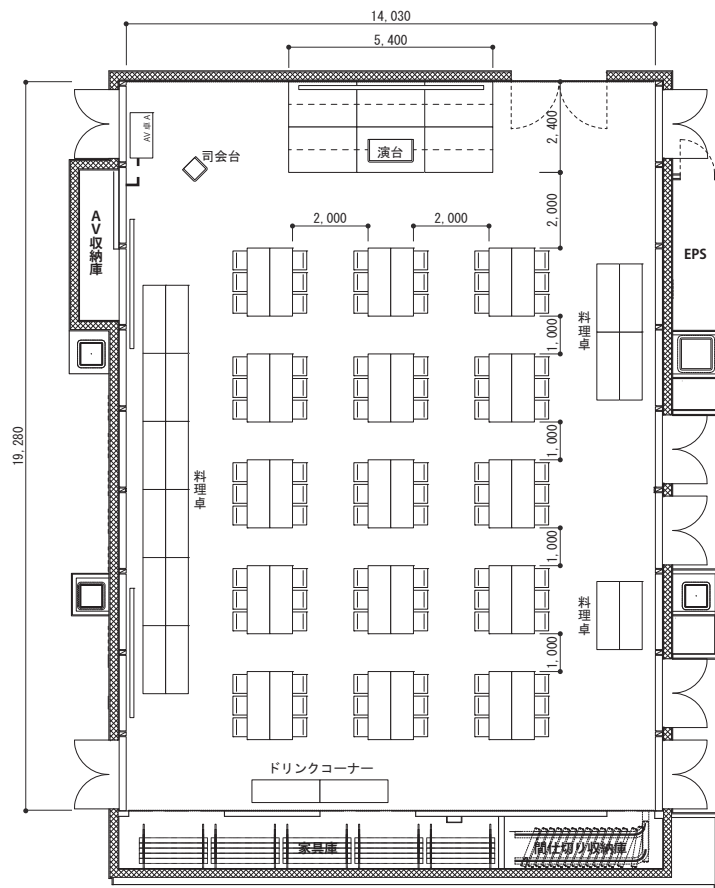 14,030
5,400
AV卓A
司会台
演台
2,400
2,000
2,000
2,000
AV収納庫
EPS
料理卓
1,000
1,000
19,280
料理卓
1,000
料理卓
1,000
ドリンクコーナー
家具庫
間仕切り収納庫